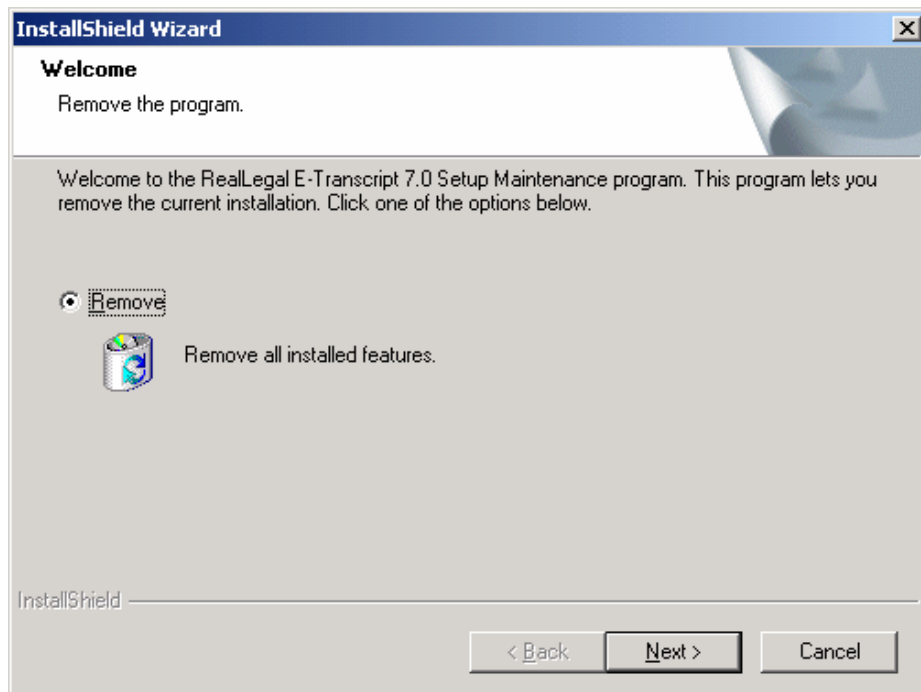 InstallShield Wizard
Welcome
Remove the program.
Welcome to the RealLegal E-Transcript 7.0 Setup Maintenance program. This program lets you
remove the current installation. Click one of the options below.
Remove
Remove all installed features.
InstallShield
< Back
Next >
Cancel